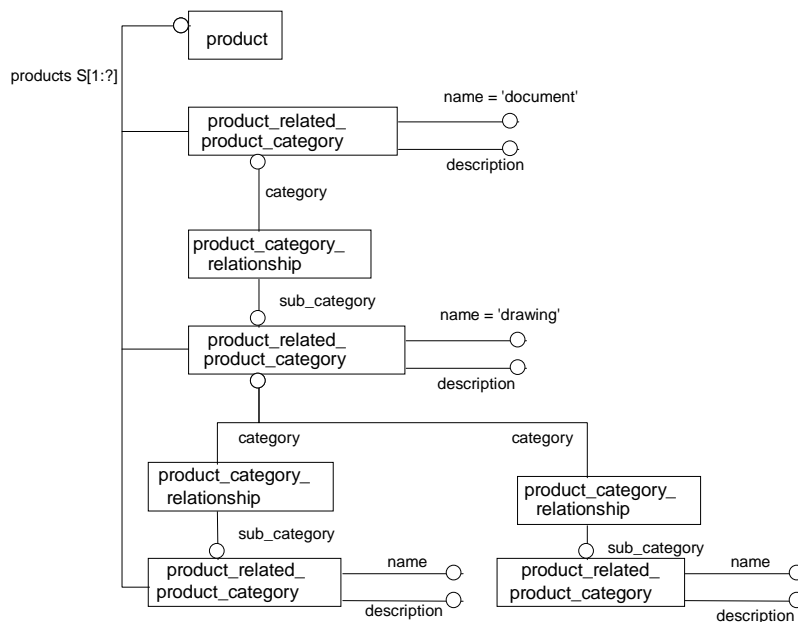 product
products S[1:?]
name = 'document'
product_related_
product_category
description
category
product_category_
relationship
sub_category
name = 'drawing'
product_related_
product_category
description
category
category
product_category_
relationship
product_category_
relationship
sub_category
sub_category
product_related_
product_category
name
description
product_related_
product_category
name
description